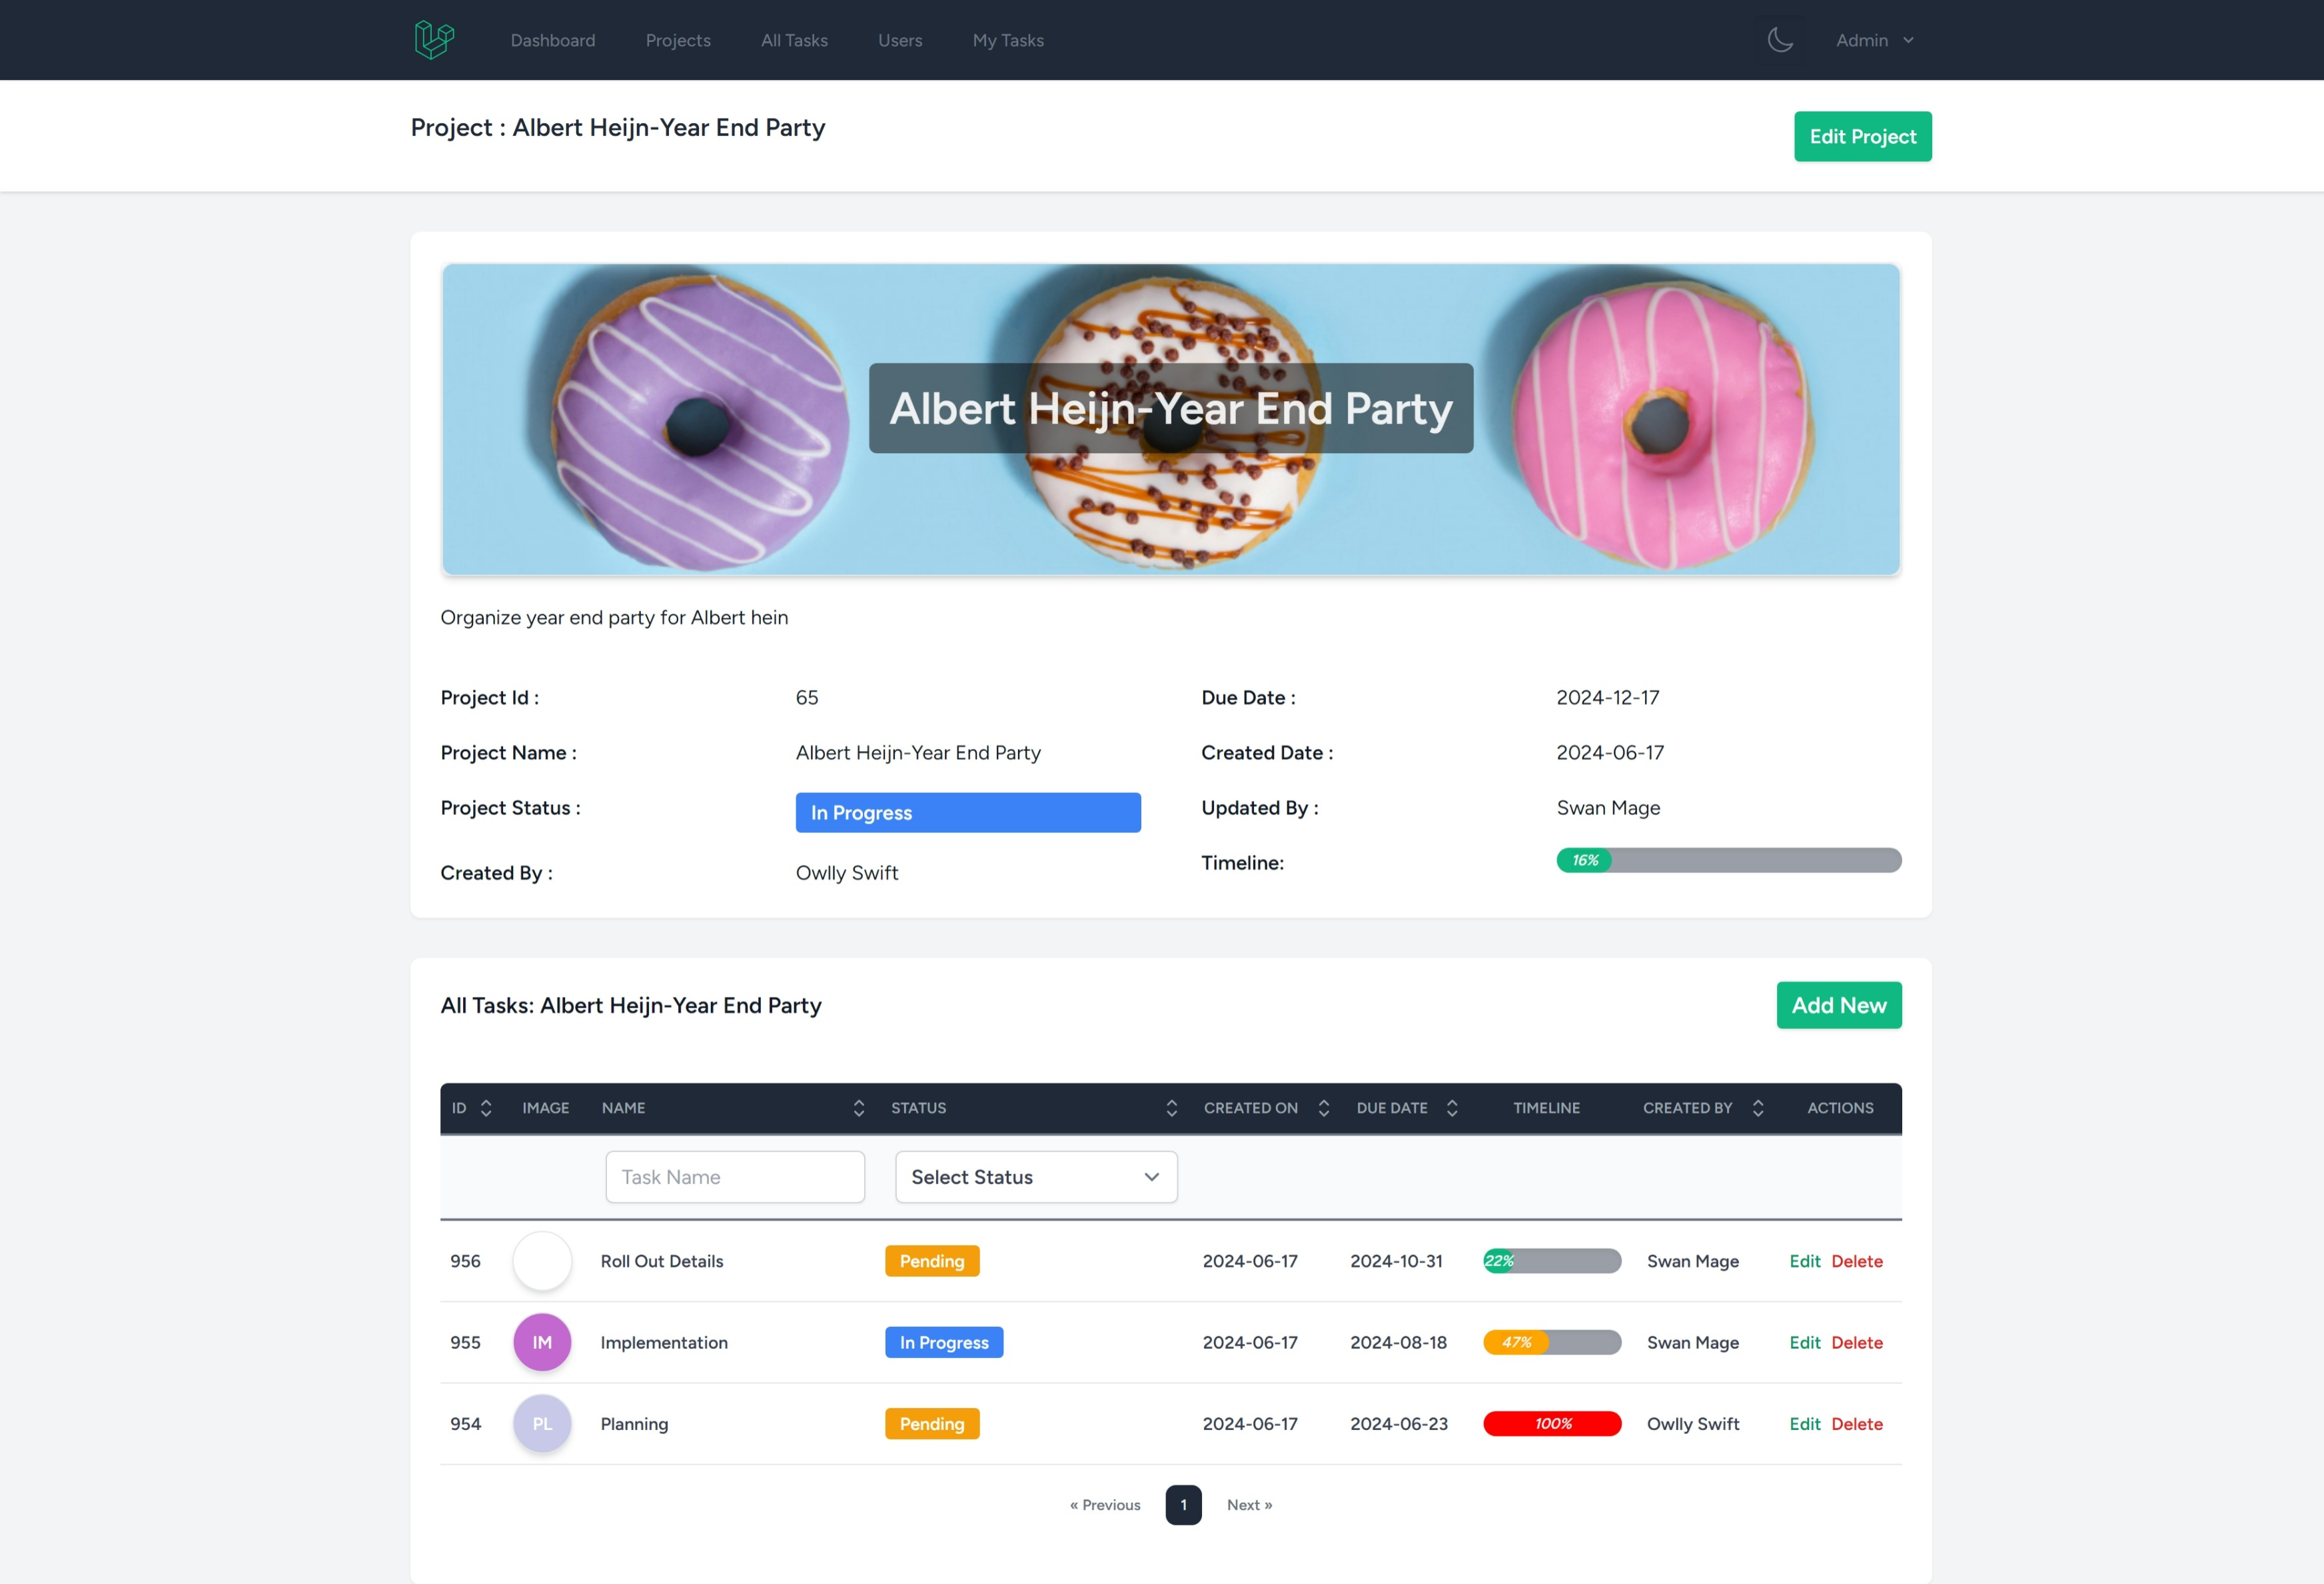 Dashboard Projects All Tasks Users My Tasks Admin
Project : Albert Heijn-Year End Party
Edit Project
Albert Heijn-Year End Party
Organize year end party for Albert hein
Project Id : 65 Due Date : 2024-12-17
Project Name : Albert Heijn-Year End Party Created Date : 2024-06-17
Project Status : In Progress Updated By : Swan Mage
Created By : Owlly Swift Timeline: 16%
All Tasks: Albert Heijn-Year End Party
Add New
ID IMAGE NAME STATUS CREATED ON DUE DATE TIMELINE CREATED BY ACTIONS
Task Name Select Status
956 Roll Out Details Pending 2024-06-17 2024-10-31 22% Swan Mage Edit Delete
955 IM Implementation In Progress 2024-06-17 2024-08-18 47% Swan Mage Edit Delete
954 PL Planning Pending 2024-06-17 2024-06-23 100% Owlly Swift Edit Delete
« Previous 1 Next »